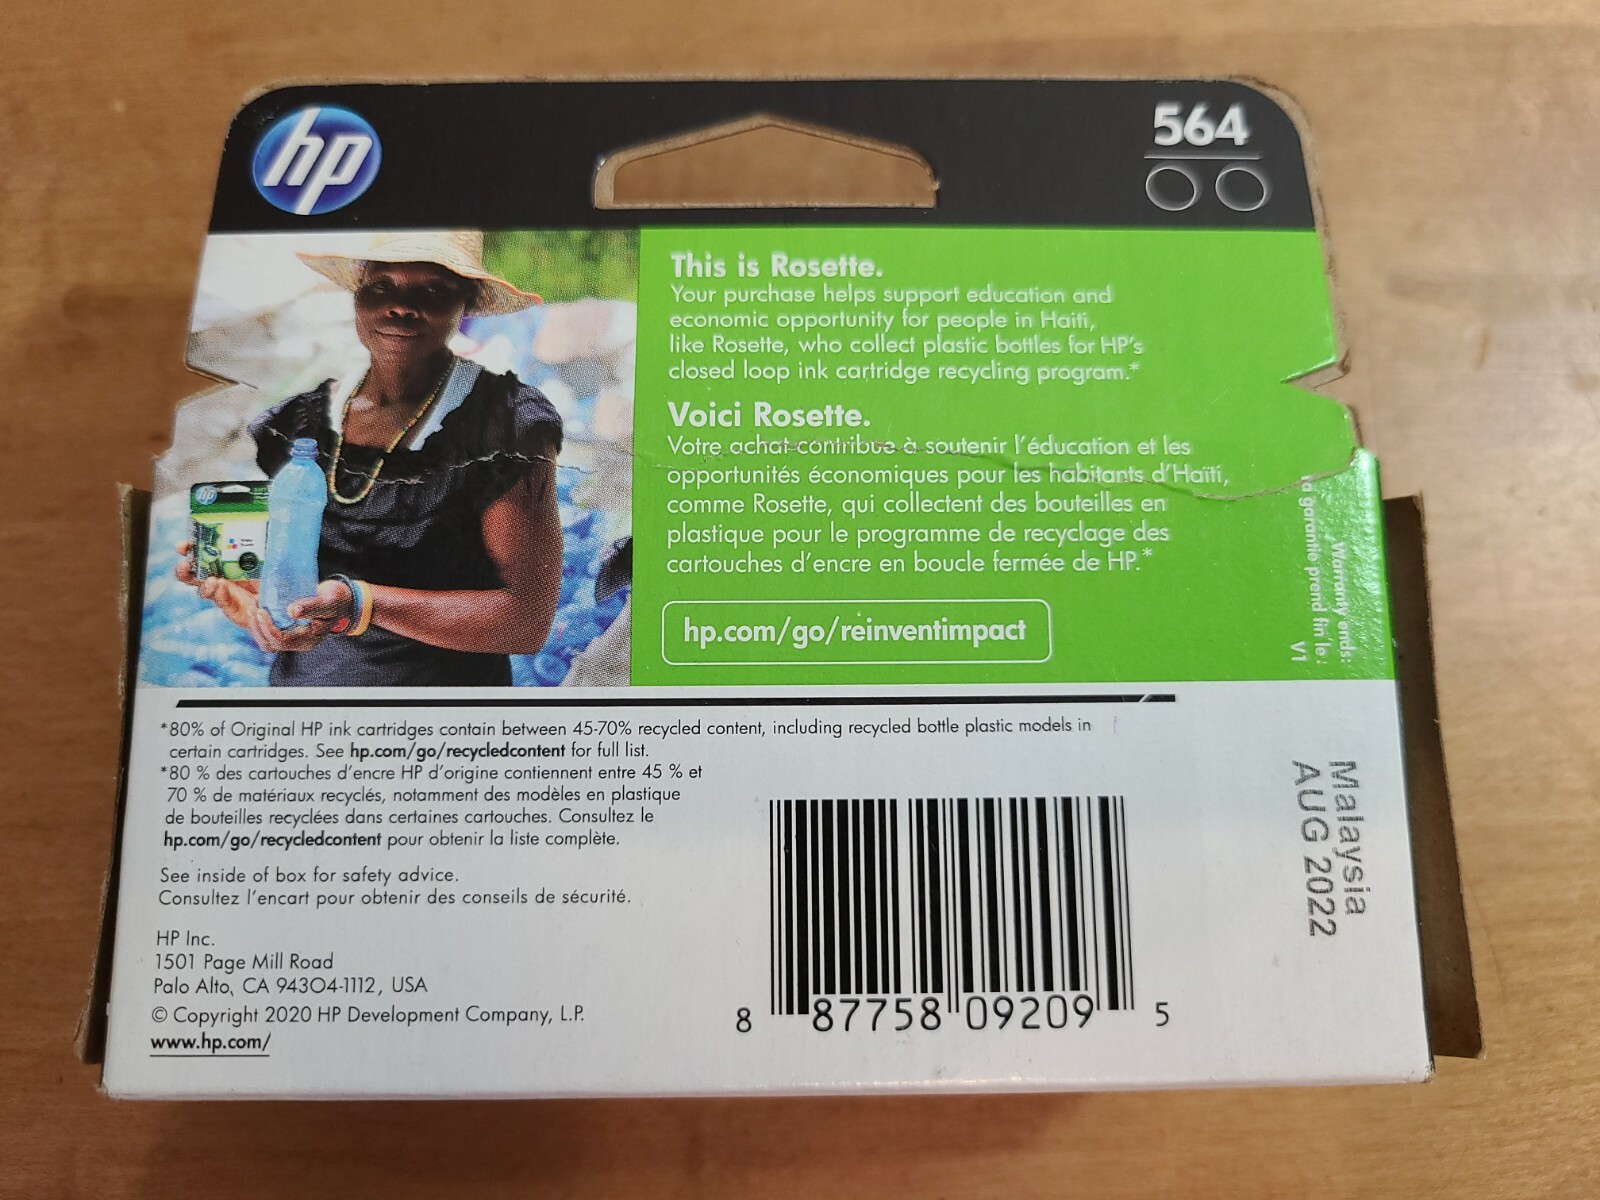 hp
564
This is Rosette.
Your purchase helps support education and
economic opportunity for people in Haiti,
like Rosette, who collect plastic bottles for HP's
closed loop ink cartridge recycling program.*
Voici Rosette.
Votre achat contribue à soutenir l'éducation et les
opportunités économiques pour les habitants d'Haïti,
comme Rosette, qui collectent des bouteilles en
plastique pour le programme de recyclage des
cartouches d'encre en boucle fermée de HP.*
hp.com/go/reinventimpact
Warranty ends:
la garantie prend fin le :
V1
hp
*80% of Original HP ink cartridges contain between 45-70% recycled content, including recycled bottle plastic models in
certain cartridges. See hp.com/go/recycledcontent for full list.
*80 % des cartouches d'encre HP d'origine contiennent entre 45 % et
70 % de matériaux recyclés, notamment des modèles en plastique
de bouteilles recyclées dans certaines cartouches. Consultez le
hp.com/go/recycledcontent pour obtenir la liste complète.
See inside of box for safety advice.
Consultez l'encart pour obtenir des conseils de sécurité.
HP Inc.
1501 Page Mill Road
Palo Alto, CA 94304-1112, USA
© Copyright 2020 HP Development Company, L.P.
www.hp.com/
8 87758 09209 5
Malaysia
AUG 2022